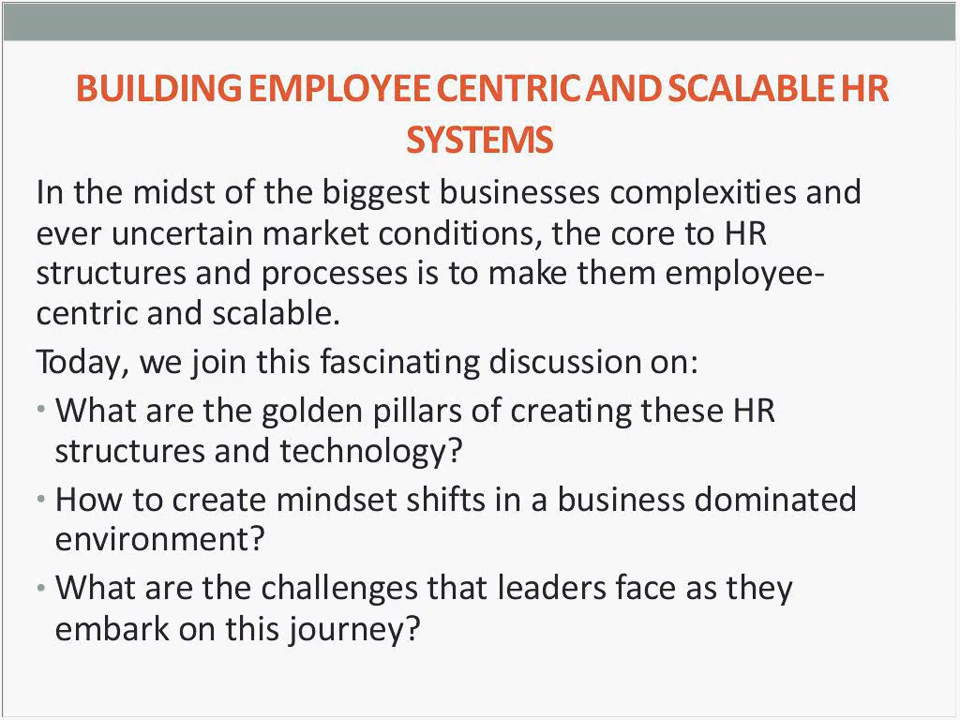 BUILDING EMPLOYEE CENTRIC AND SCALABLE HR
SYSTEMS
In the midst of the biggest businesses complexities and
ever uncertain market conditions, the core to HR
structures and processes is to make them employee-
centric and scalable.
Today, we join this fascinating discussion on:
• What are the golden pillars of creating these HR
structures and technology?
• How to create mindset shifts in a business dominated
environment?
• What are the challenges that leaders face as they
embark on this journey?